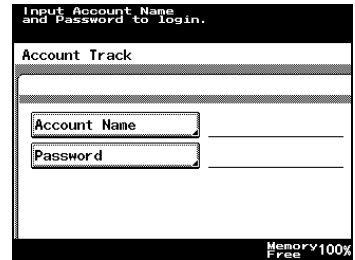 Input Account Name
and Password to login.
Account Track
Account Name
Password
Memory
Free 100%